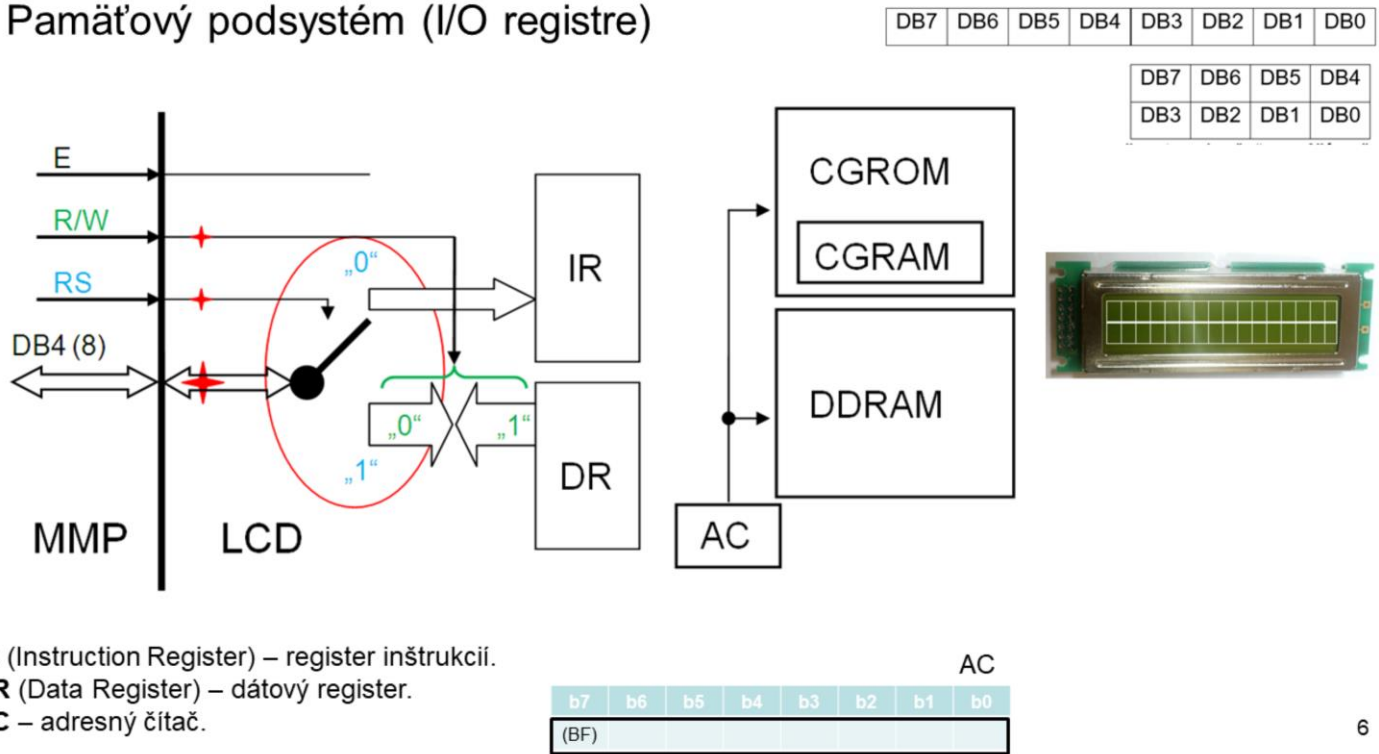 Pamäťový podsystém (I/O registre)
DB7 DB6 DB5 DB4 DB3 DB2 DB1 DB0
DB7 DB6 DB5 DB4
DB3 DB2 DB1 DB0
E
R/W
RS
DB4 (8)
„0“
„1“
„0“
„1“
IR
DR
MMP
LCD
CGROM
CGRAM
DDRAM
AC
(Instruction Register) – register inštrukcií.
R (Data Register) – dátový register.
C – adresný čítač.
AC
b7 b6 b5 b4 b3 b2 b1 b0
(BF)
6